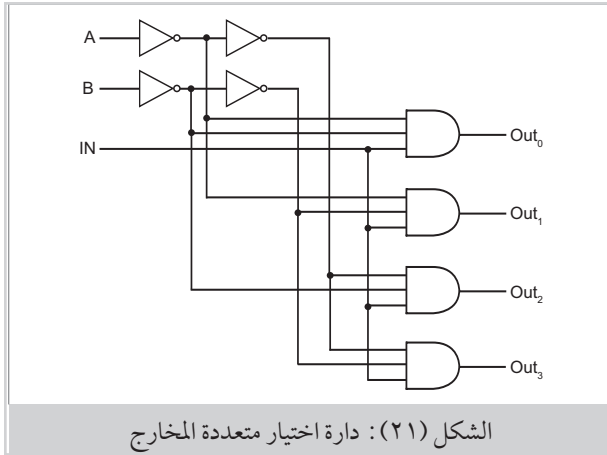 A
B
IN
Out₀
Out₁
Out₂
Out₃
الشكل (٢١): دارة اختيار متعددة المخارج